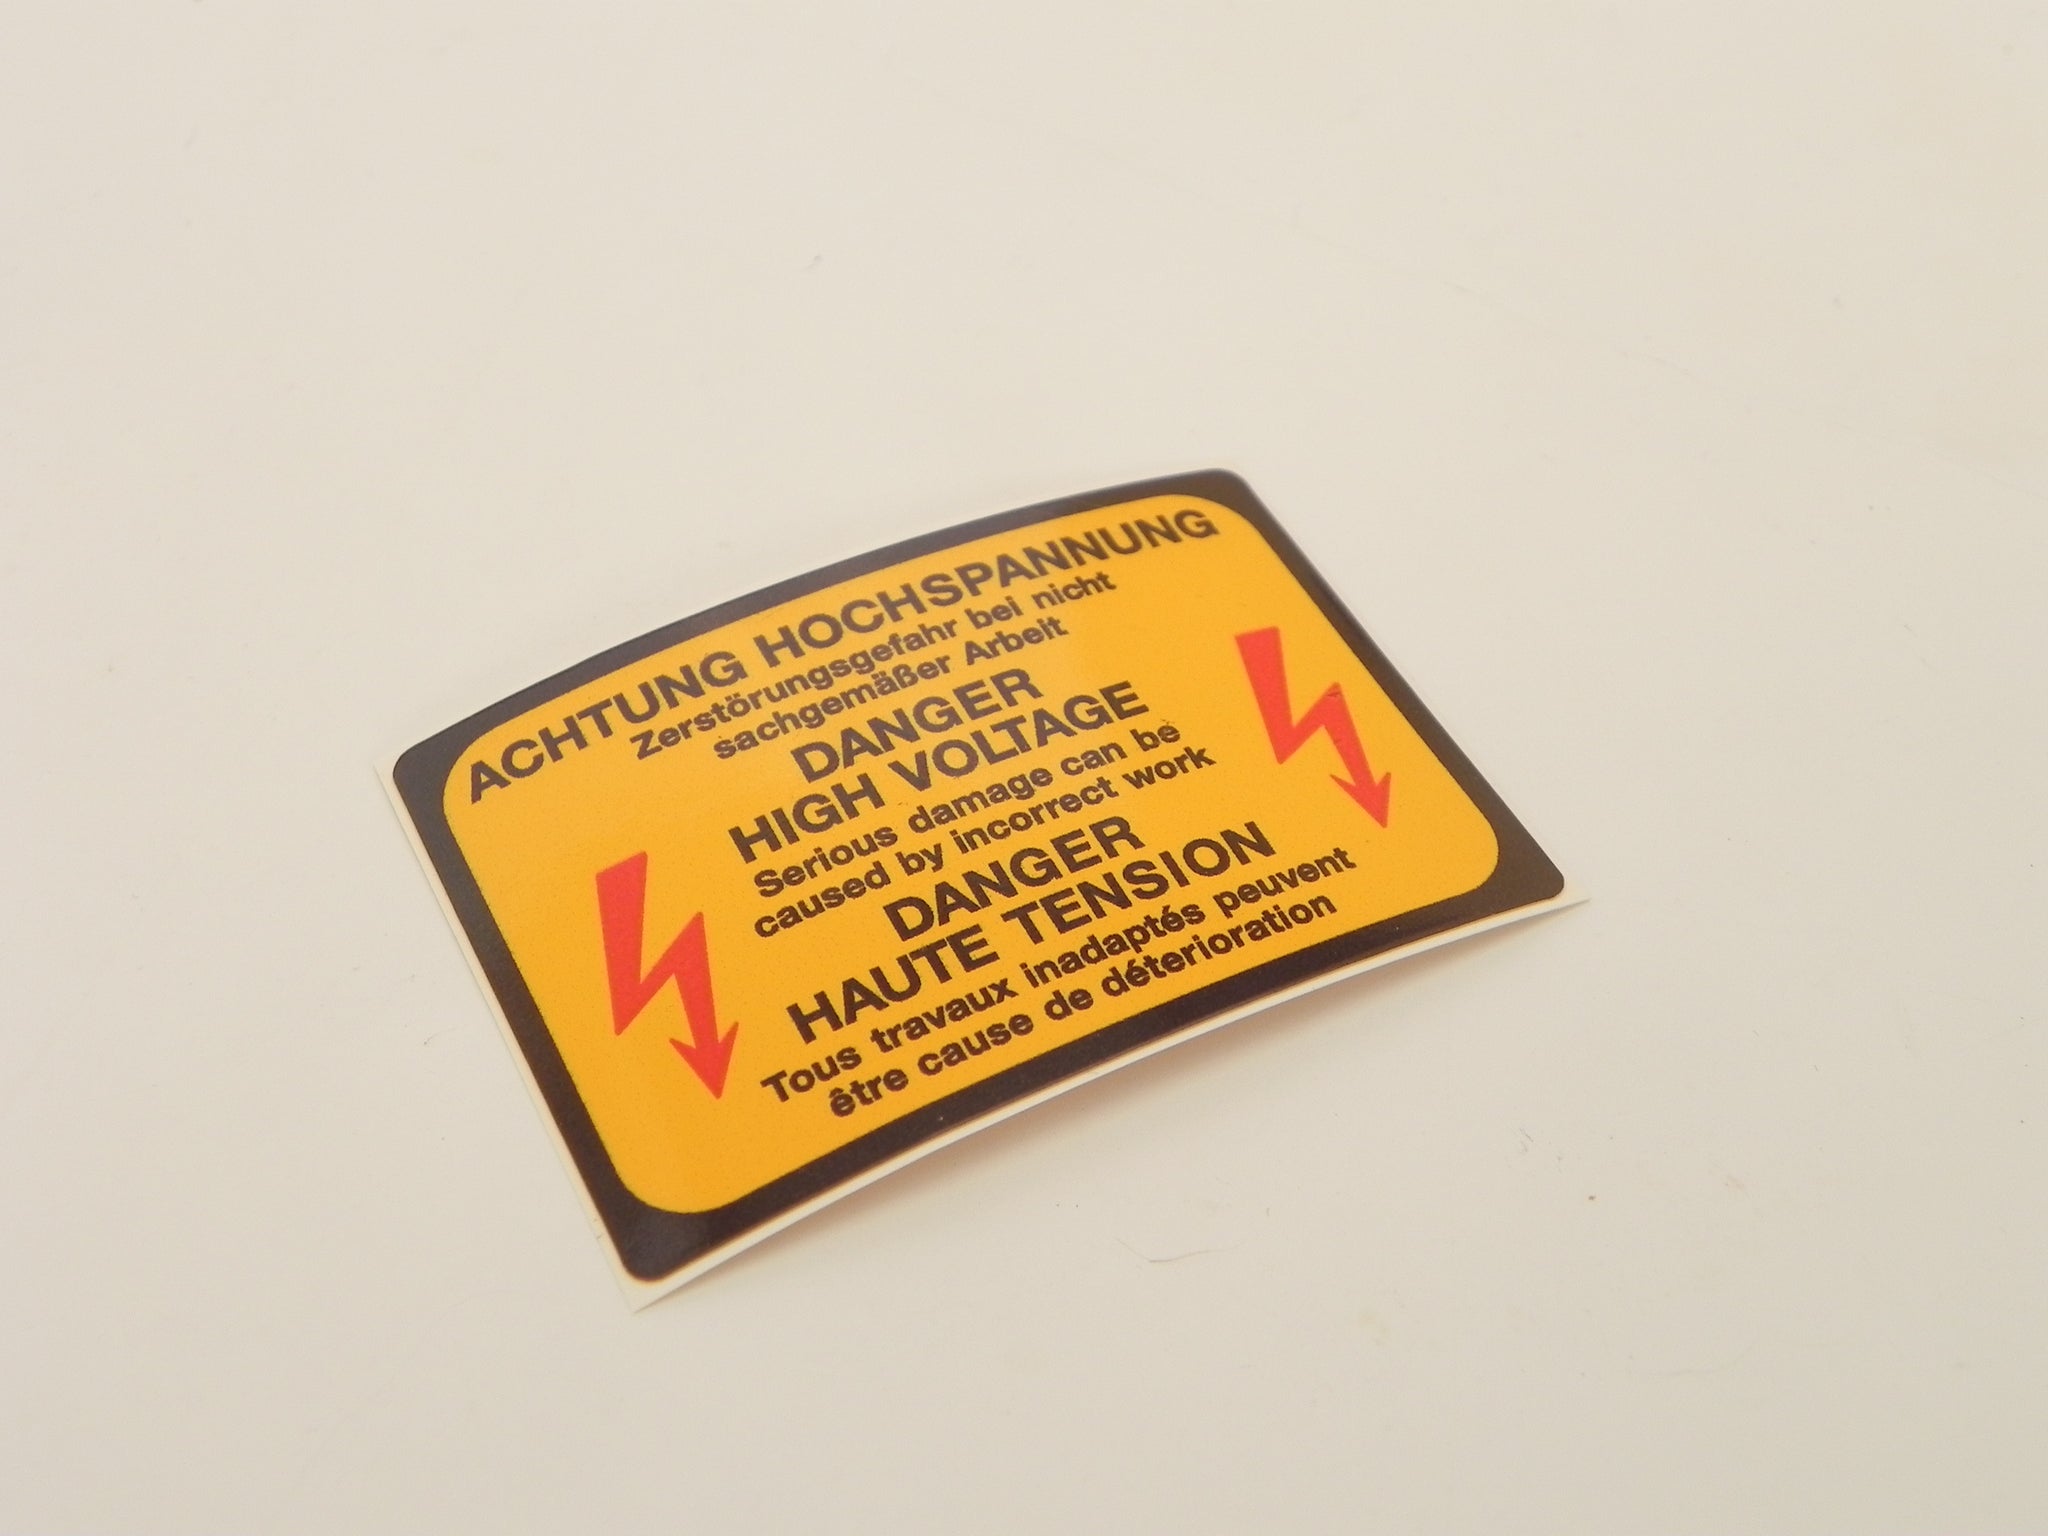 ACHTUNG HOCHSPANNUNG
Zerstörungsgefahr bei nicht
sachgemäßer Arbeit
DANGER
HIGH VOLTAGE
Serious damage can be
caused by incorrect work
DANGER
HAUTE TENSION
Tous travaux inadaptés peuvent
être cause de déterioration